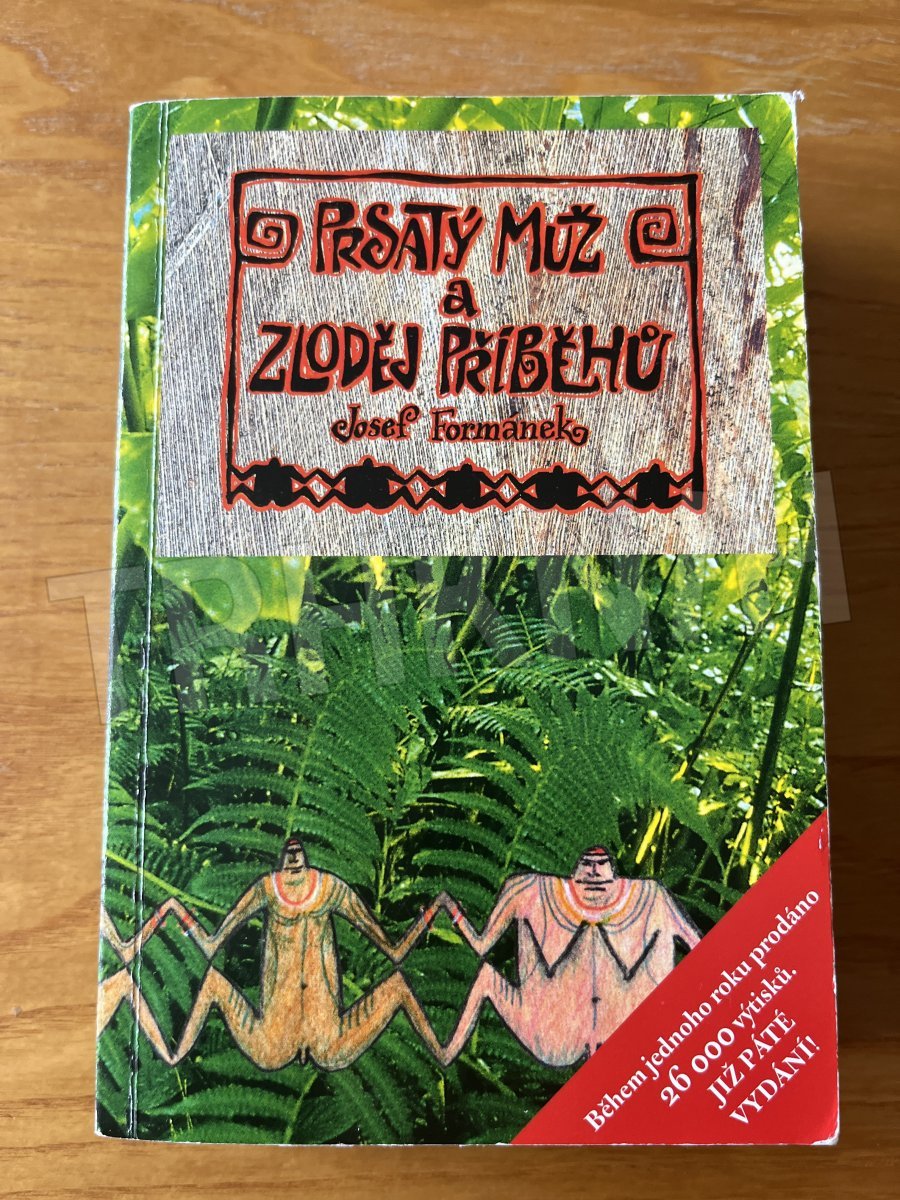 PRSATÝ MUŽ
a
ZLODĚJ PŘÍBĚHŮ
Josef Formánek
Během jednoho roku prodáno
26 000 výtisků.
JIŽ PÁTÉ
VYDÁNÍ!